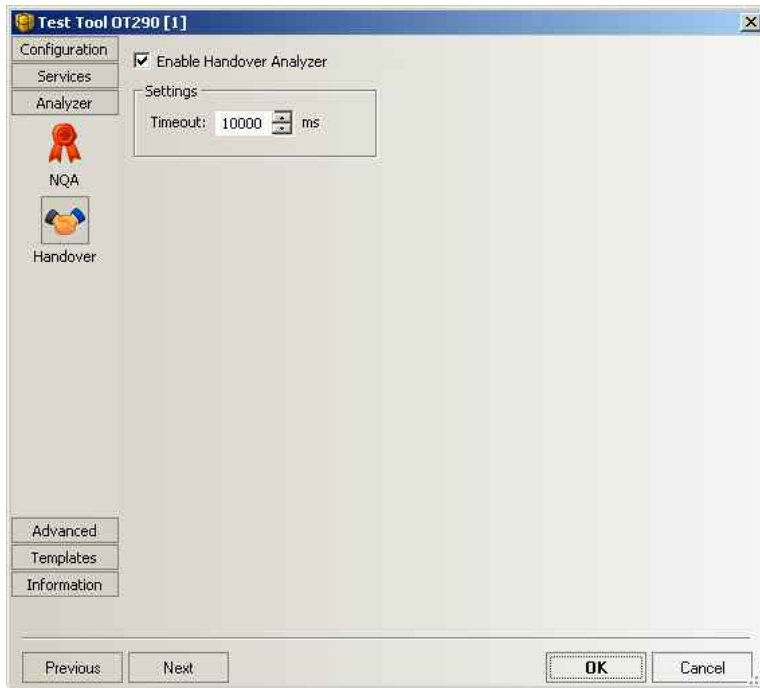 Test Tool OT290 [1]
Configuration
Services
Analyzer
NQA
Handover
Advanced
Templates
Information
Enable Handover Analyzer
Settings
Timeout: 10000 ms
Previous Next OK Cancel